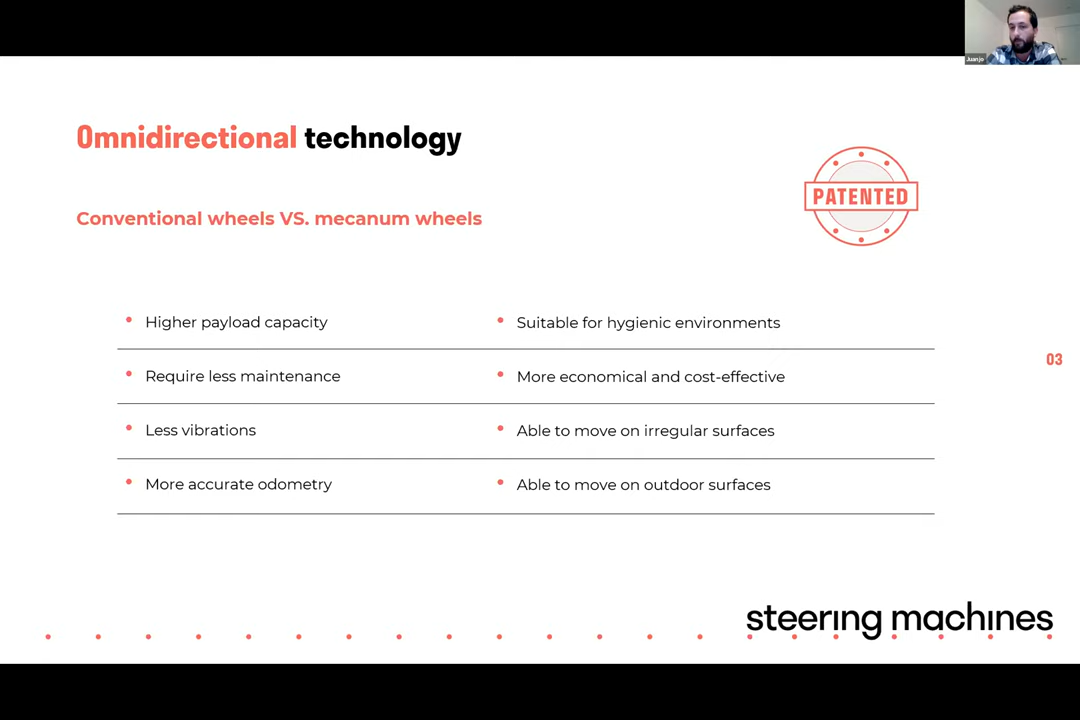 Juanjo
Omnidirectional technology
PATENTED
Conventional wheels VS. mecanum wheels
Higher payload capacity
Suitable for hygienic environments
Require less maintenance
More economical and cost-effective
Less vibrations
Able to move on irregular surfaces
More accurate odometry
Able to move on outdoor surfaces
03
steering machines